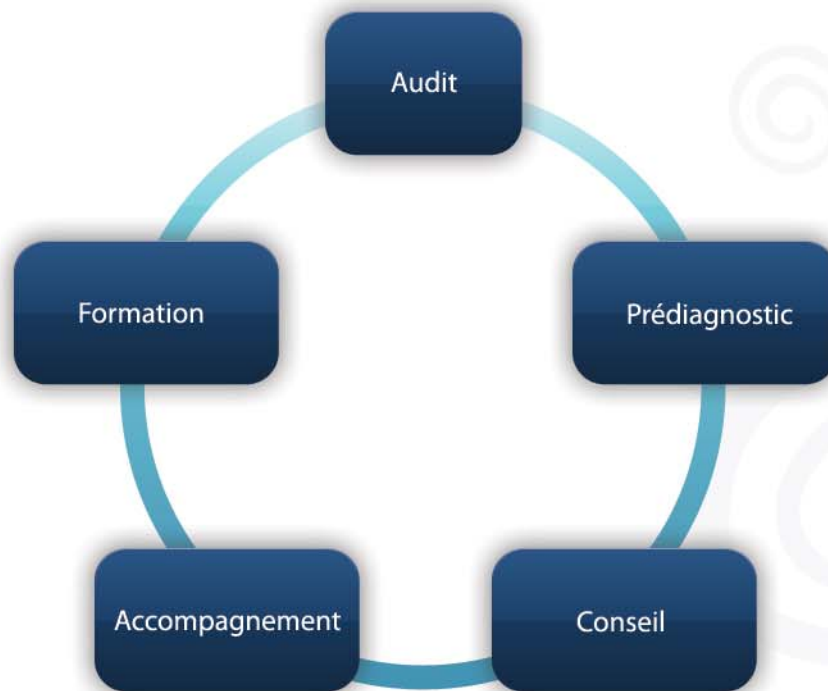 Audit
Prédiagnostic
Conseil
Accompagnement
Formation